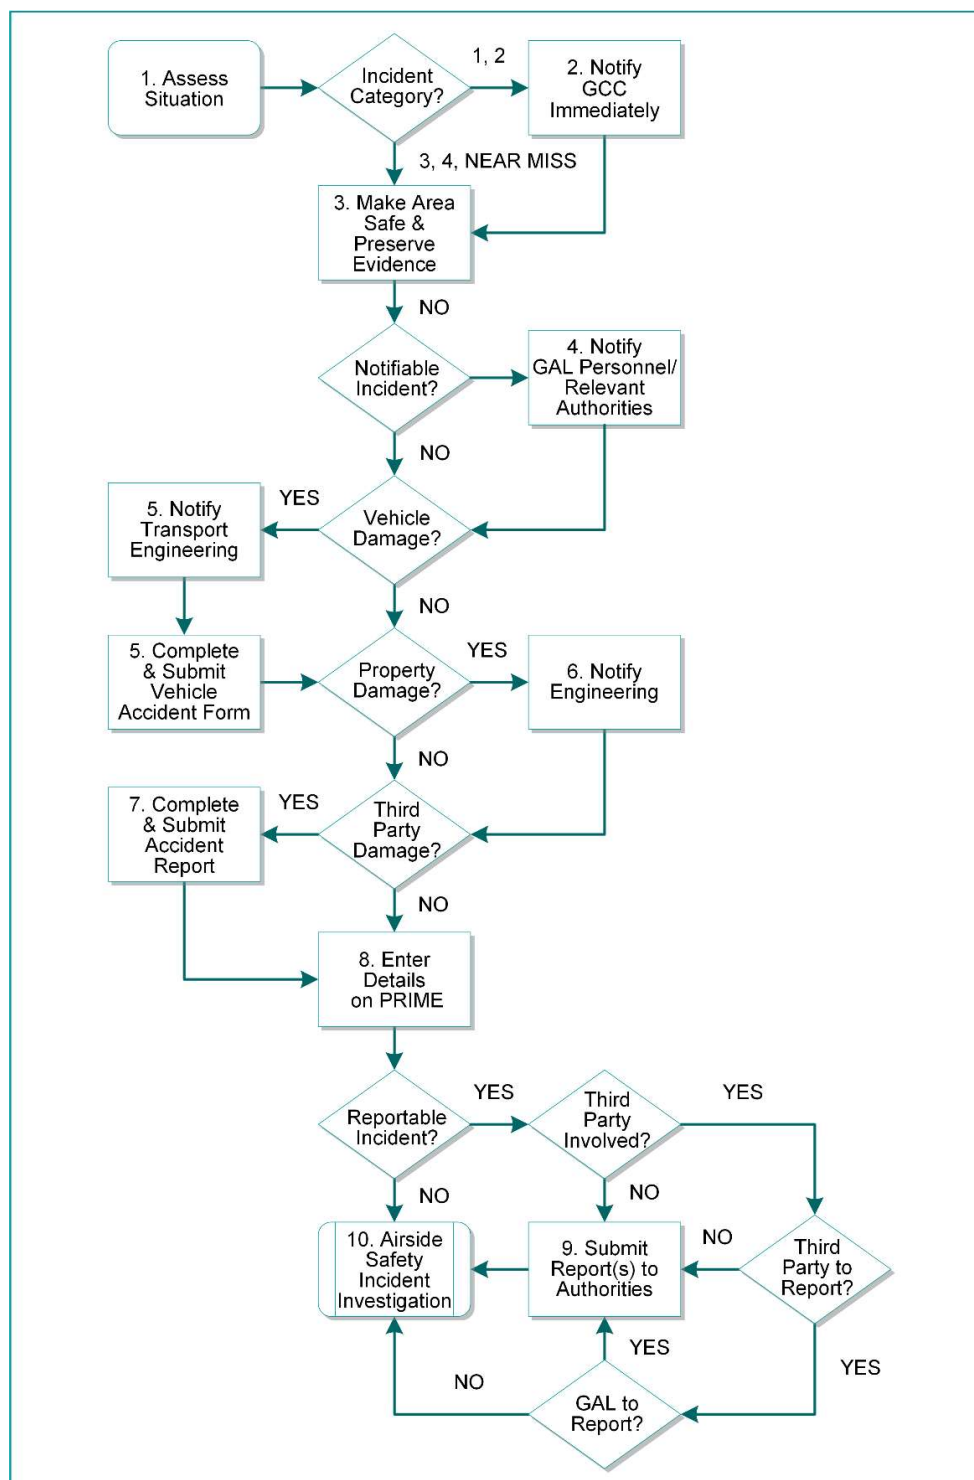 1. Assess
Situation
Incident
Category?
1, 2
2. Notify
GCC
Immediately
3, 4, NEAR MISS
3. Make Area
Safe &
Preserve
Evidence
NO
Notifiable
Incident?
4. Notify
GAL Personnel/
Relevant
Authorities
NO
Vehicle
Damage?
YES
5. Notify
Transport
Engineering
NO
5. Complete
& Submit
Vehicle
Accident Form
Property
Damage?
YES
6. Notify
Engineering
NO
Third
Party
Damage?
YES
7. Complete
& Submit
Accident
Report
NO
8. Enter
Details
on PRIME
Reportable
Incident?
YES
Third
Party
Involved?
YES
NO
NO
10. Airside
Safety
Incident
Investigation
9. Submit
Report(s) to
Authorities
NO
Third
Party to
Report?
YES
YES
NO
GAL to
Report?